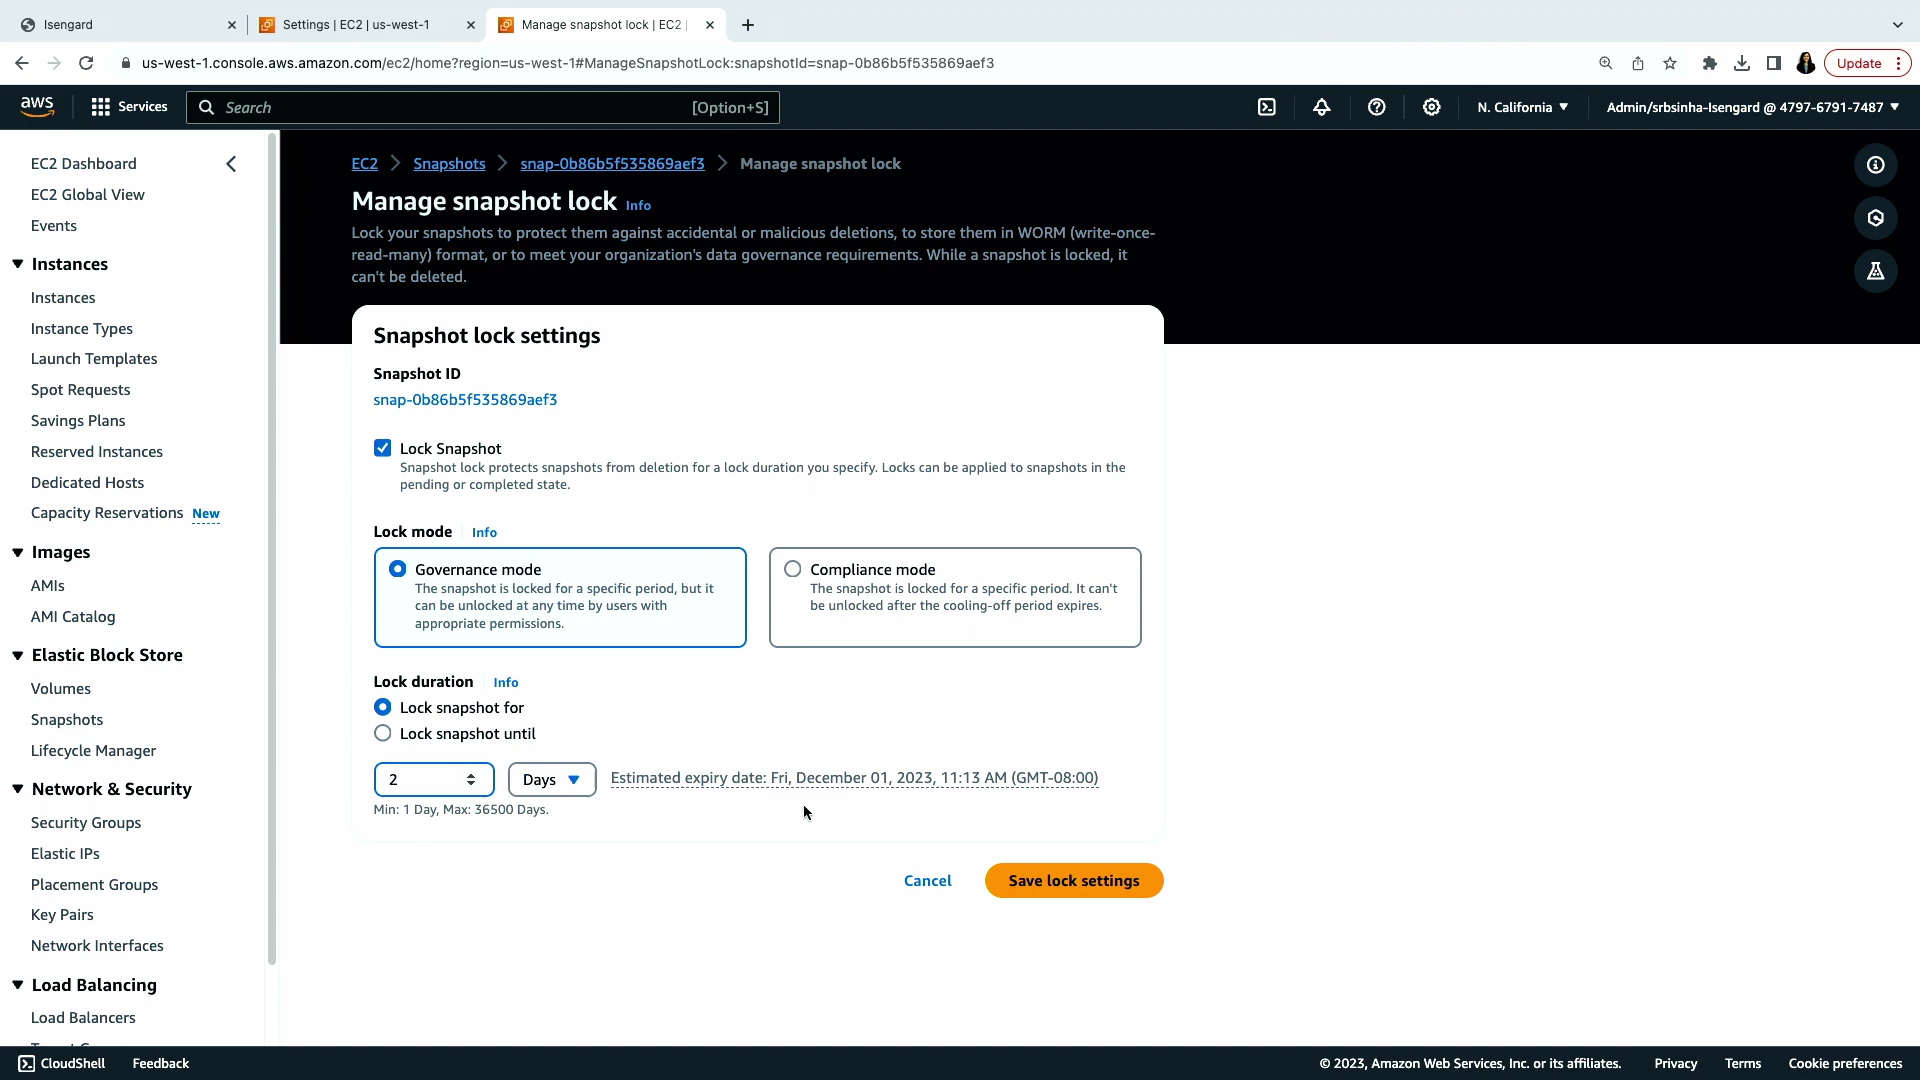 Isengard
Settings | EC2 | us-west-1
Manage snapshot lock | EC2 |
us-west-1.console.aws.amazon.com/ec2/home?region=us-west-1#ManageSnapshotLock:snapshotId=snap-0b86b5f535869aef3
Update
aws
Services
Search
[Option+S]
N. California
Admin/srbsinha-Isengard @ 4797-6791-7487
EC2 Dashboard
EC2 Global View
Events
Instances
Instances
Instance Types
Launch Templates
Spot Requests
Savings Plans
Reserved Instances
Dedicated Hosts
Capacity Reservations New
Images
AMIs
AMI Catalog
Elastic Block Store
Volumes
Snapshots
Lifecycle Manager
Network & Security
Security Groups
Elastic IPs
Placement Groups
Key Pairs
Network Interfaces
Load Balancing
Load Balancers
EC2 > Snapshots > snap-0b86b5f535869aef3 > Manage snapshot lock
Manage snapshot lock Info
Lock your snapshots to protect them against accidental or malicious deletions, to store them in WORM (write-once-
read-many) format, or to meet your organization's data governance requirements. While a snapshot is locked, it
can't be deleted.
Snapshot lock settings
Snapshot ID
snap-0b86b5f535869aef3
Lock Snapshot
Snapshot lock protects snapshots from deletion for a lock duration you specify. Locks can be applied to snapshots in the
pending or completed state.
Lock mode Info
Governance mode
The snapshot is locked for a specific period, but it
can be unlocked at any time by users with
appropriate permissions.
Compliance mode
The snapshot is locked for a specific period. It can't
be unlocked after the cooling-off period expires.
Lock duration Info
Lock snapshot for
Lock snapshot until
2
Days
Estimated expiry date: Fri, December 01, 2023, 11:13 AM (GMT-08:00)
Min: 1 Day, Max: 36500 Days.
Cancel
Save lock settings
CloudShell
Feedback
© 2023, Amazon Web Services, Inc. or its affiliates.
Privacy
Terms
Cookie preferences